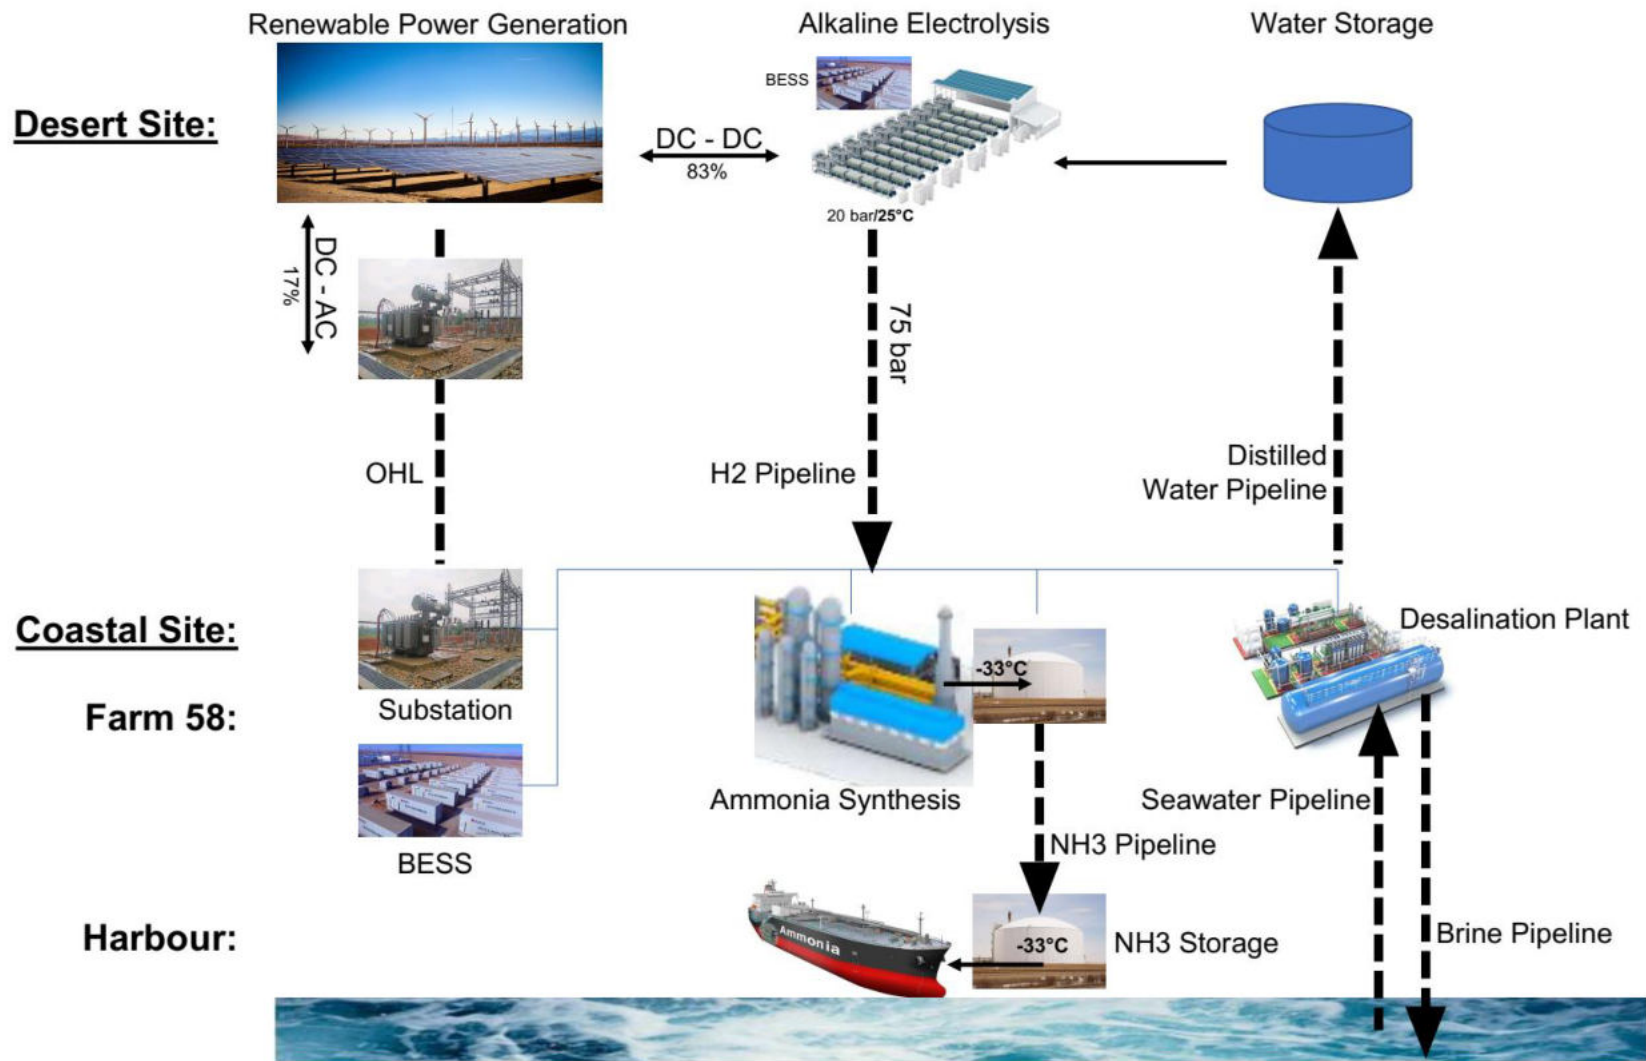 Renewable Power Generation
Alkaline Electrolysis
Water Storage
BESS
Desert Site:
DC - DC
83%
20 bar/25°C
DC - AC
17%
75 bar
OHL
H2 Pipeline
Distilled
Water Pipeline
Coastal Site:
Desalination Plant
-33°C
Farm 58:
Substation
Ammonia Synthesis
Seawater Pipeline
NH3 Pipeline
BESS
Harbour:
Ammonia
-33°C
NH3 Storage
Brine Pipeline